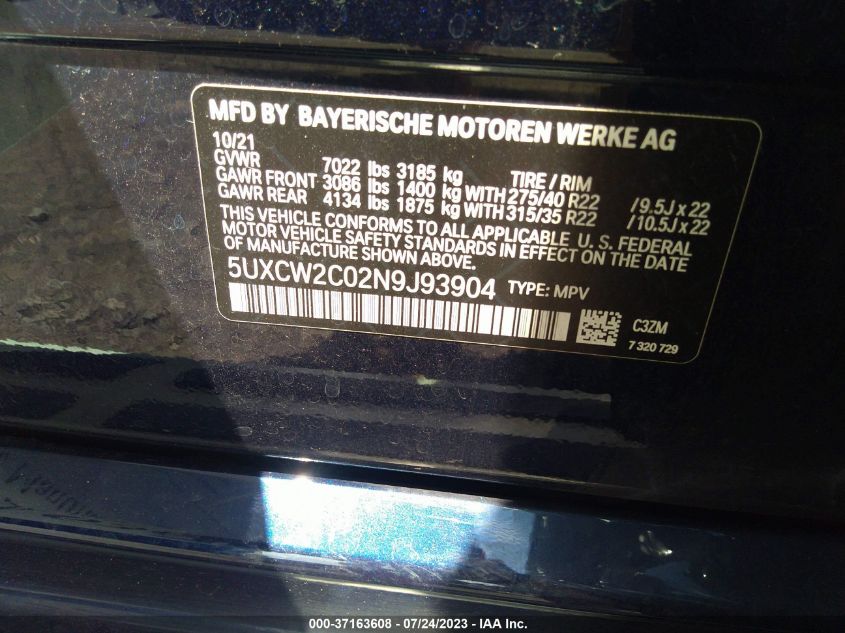 MFD BY BAYERISCHE MOTOREN WERKE AG
10/21
GVWR 7022 lbs 3185 kg TIRE / RIM
GAWR FRONT 3086 lbs 1400 kg WITH 275/40 R22 /9.5J x 22
GAWR REAR 4134 lbs 1875 kg WITH 315/35 R22 /10.5J x 22
THIS VEHICLE CONFORMS TO ALL APPLICABLE U. S. FEDERAL
MOTOR VEHICLE SAFETY STANDARDS IN EFFECT ON THE DATE
OF MANUFACTURE SHOWN ABOVE.
5UXCW2C02N9J93904 TYPE: MPV
C3ZM
7 320 729
000-37163608 - 07/24/2023 - IAA Inc.